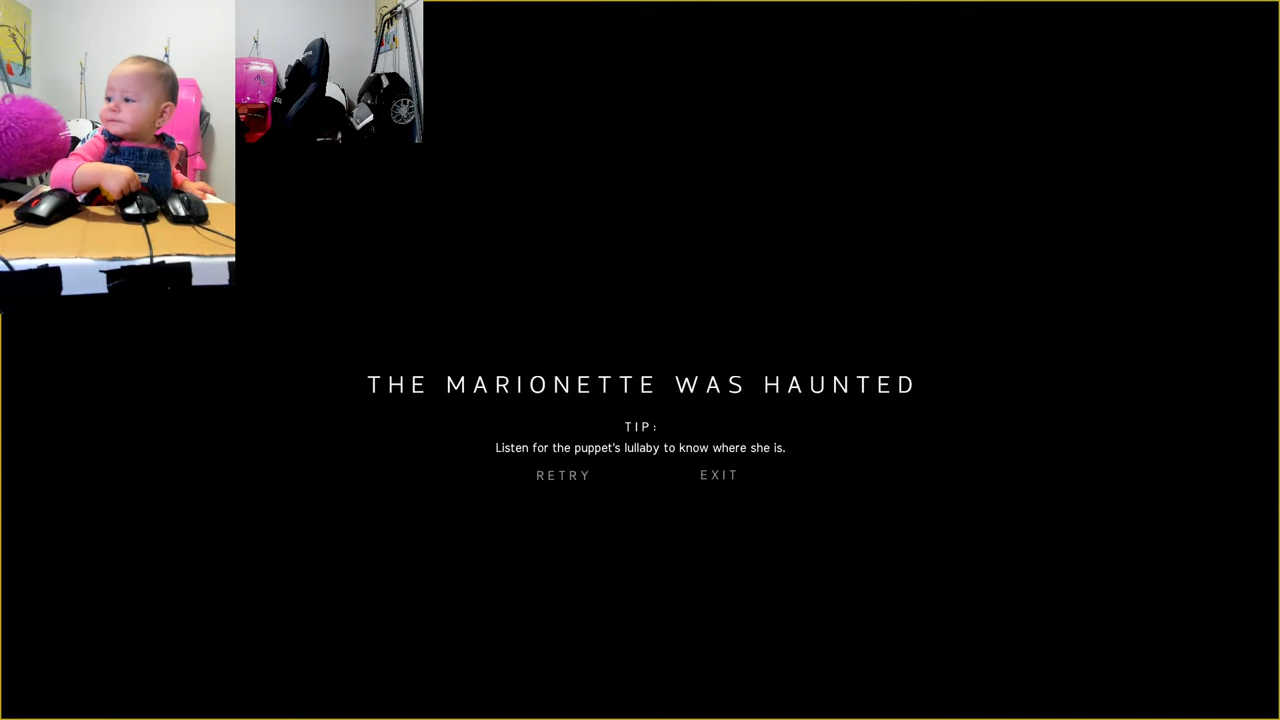 THE MARIONETTE WAS HAUNTED
TIP:
Listen for the puppet's lullaby to know where she is.
RETRY EXIT